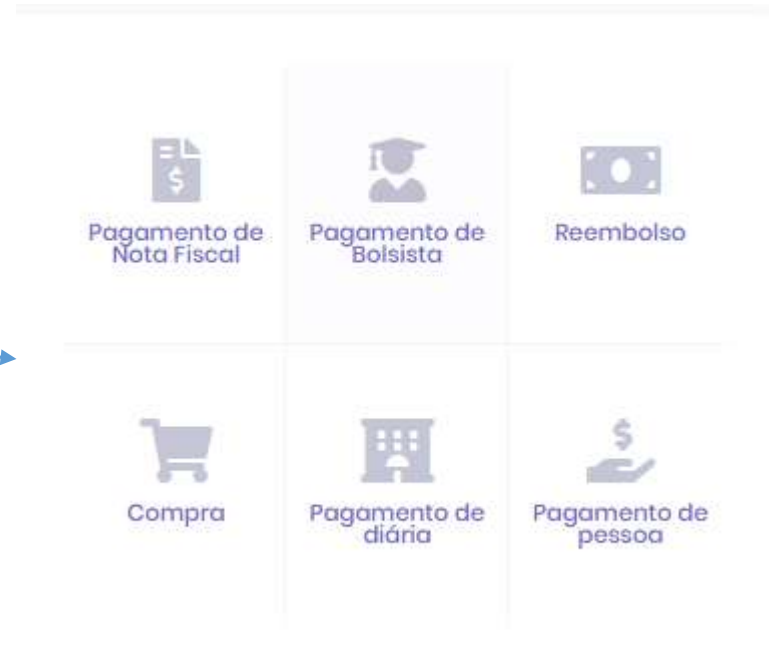 Pagamento de
Nota Fiscal
Pagamento de
Bolsista
Reembolso
Compra
Pagamento de
diária
Pagamento de
pessoa